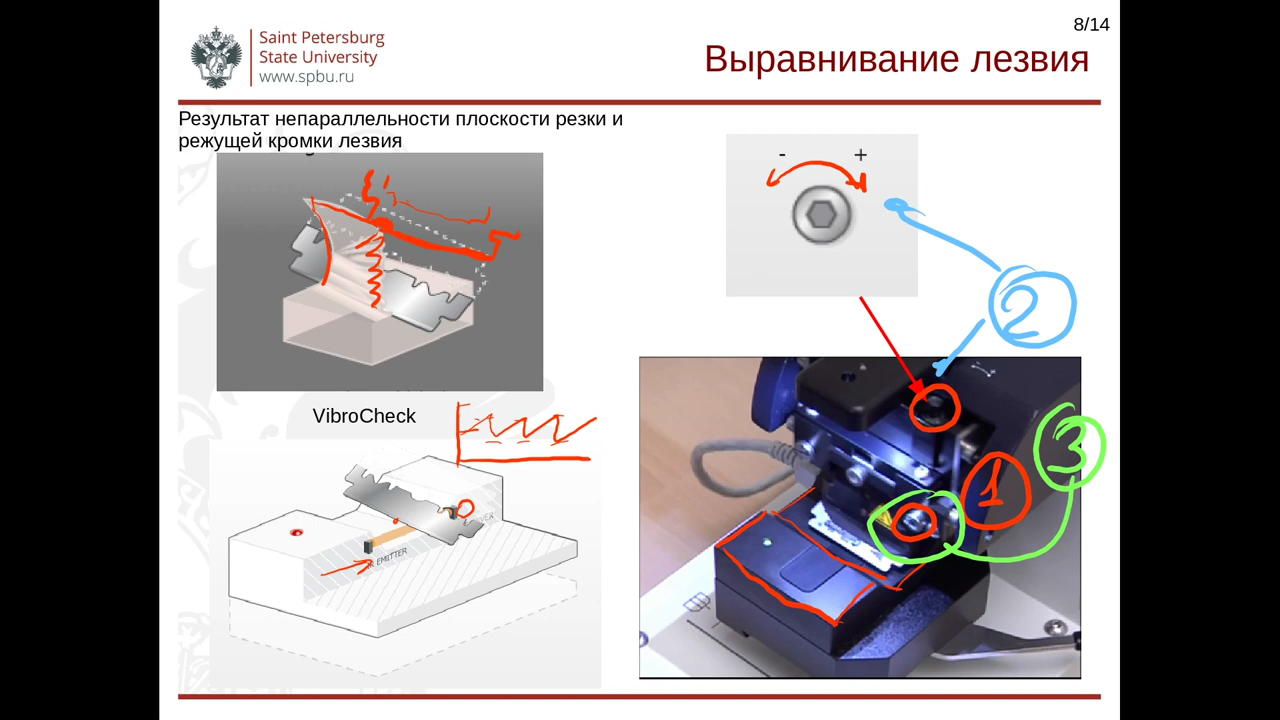 8/14
Saint Petersburg
State University
www.spbu.ru
Выравнивание лезвия
Результат непараллельности плоскости резки и
режущей кромки лезвия
- +
2
VibroCheck
3
1
EMITTER